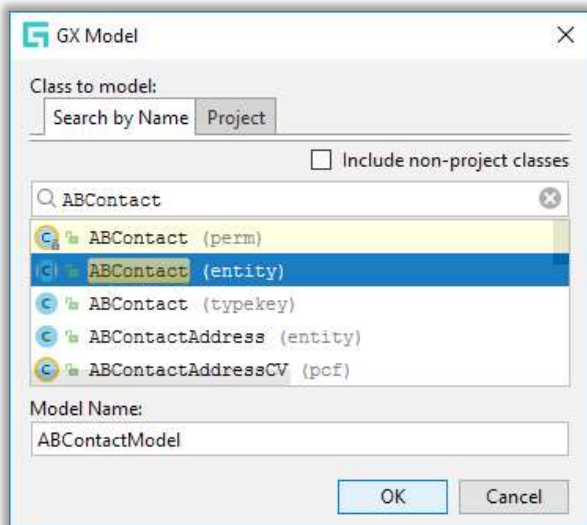 GX Model
Class to model:
Search by Name Project
Include non-project classes
ABContact
ABContact (perm)
ABContact (entity)
ABContact (typekey)
ABContactAddress (entity)
ABContactAddressCV (pcf)
Model Name:
ABContactModel
OK Cancel